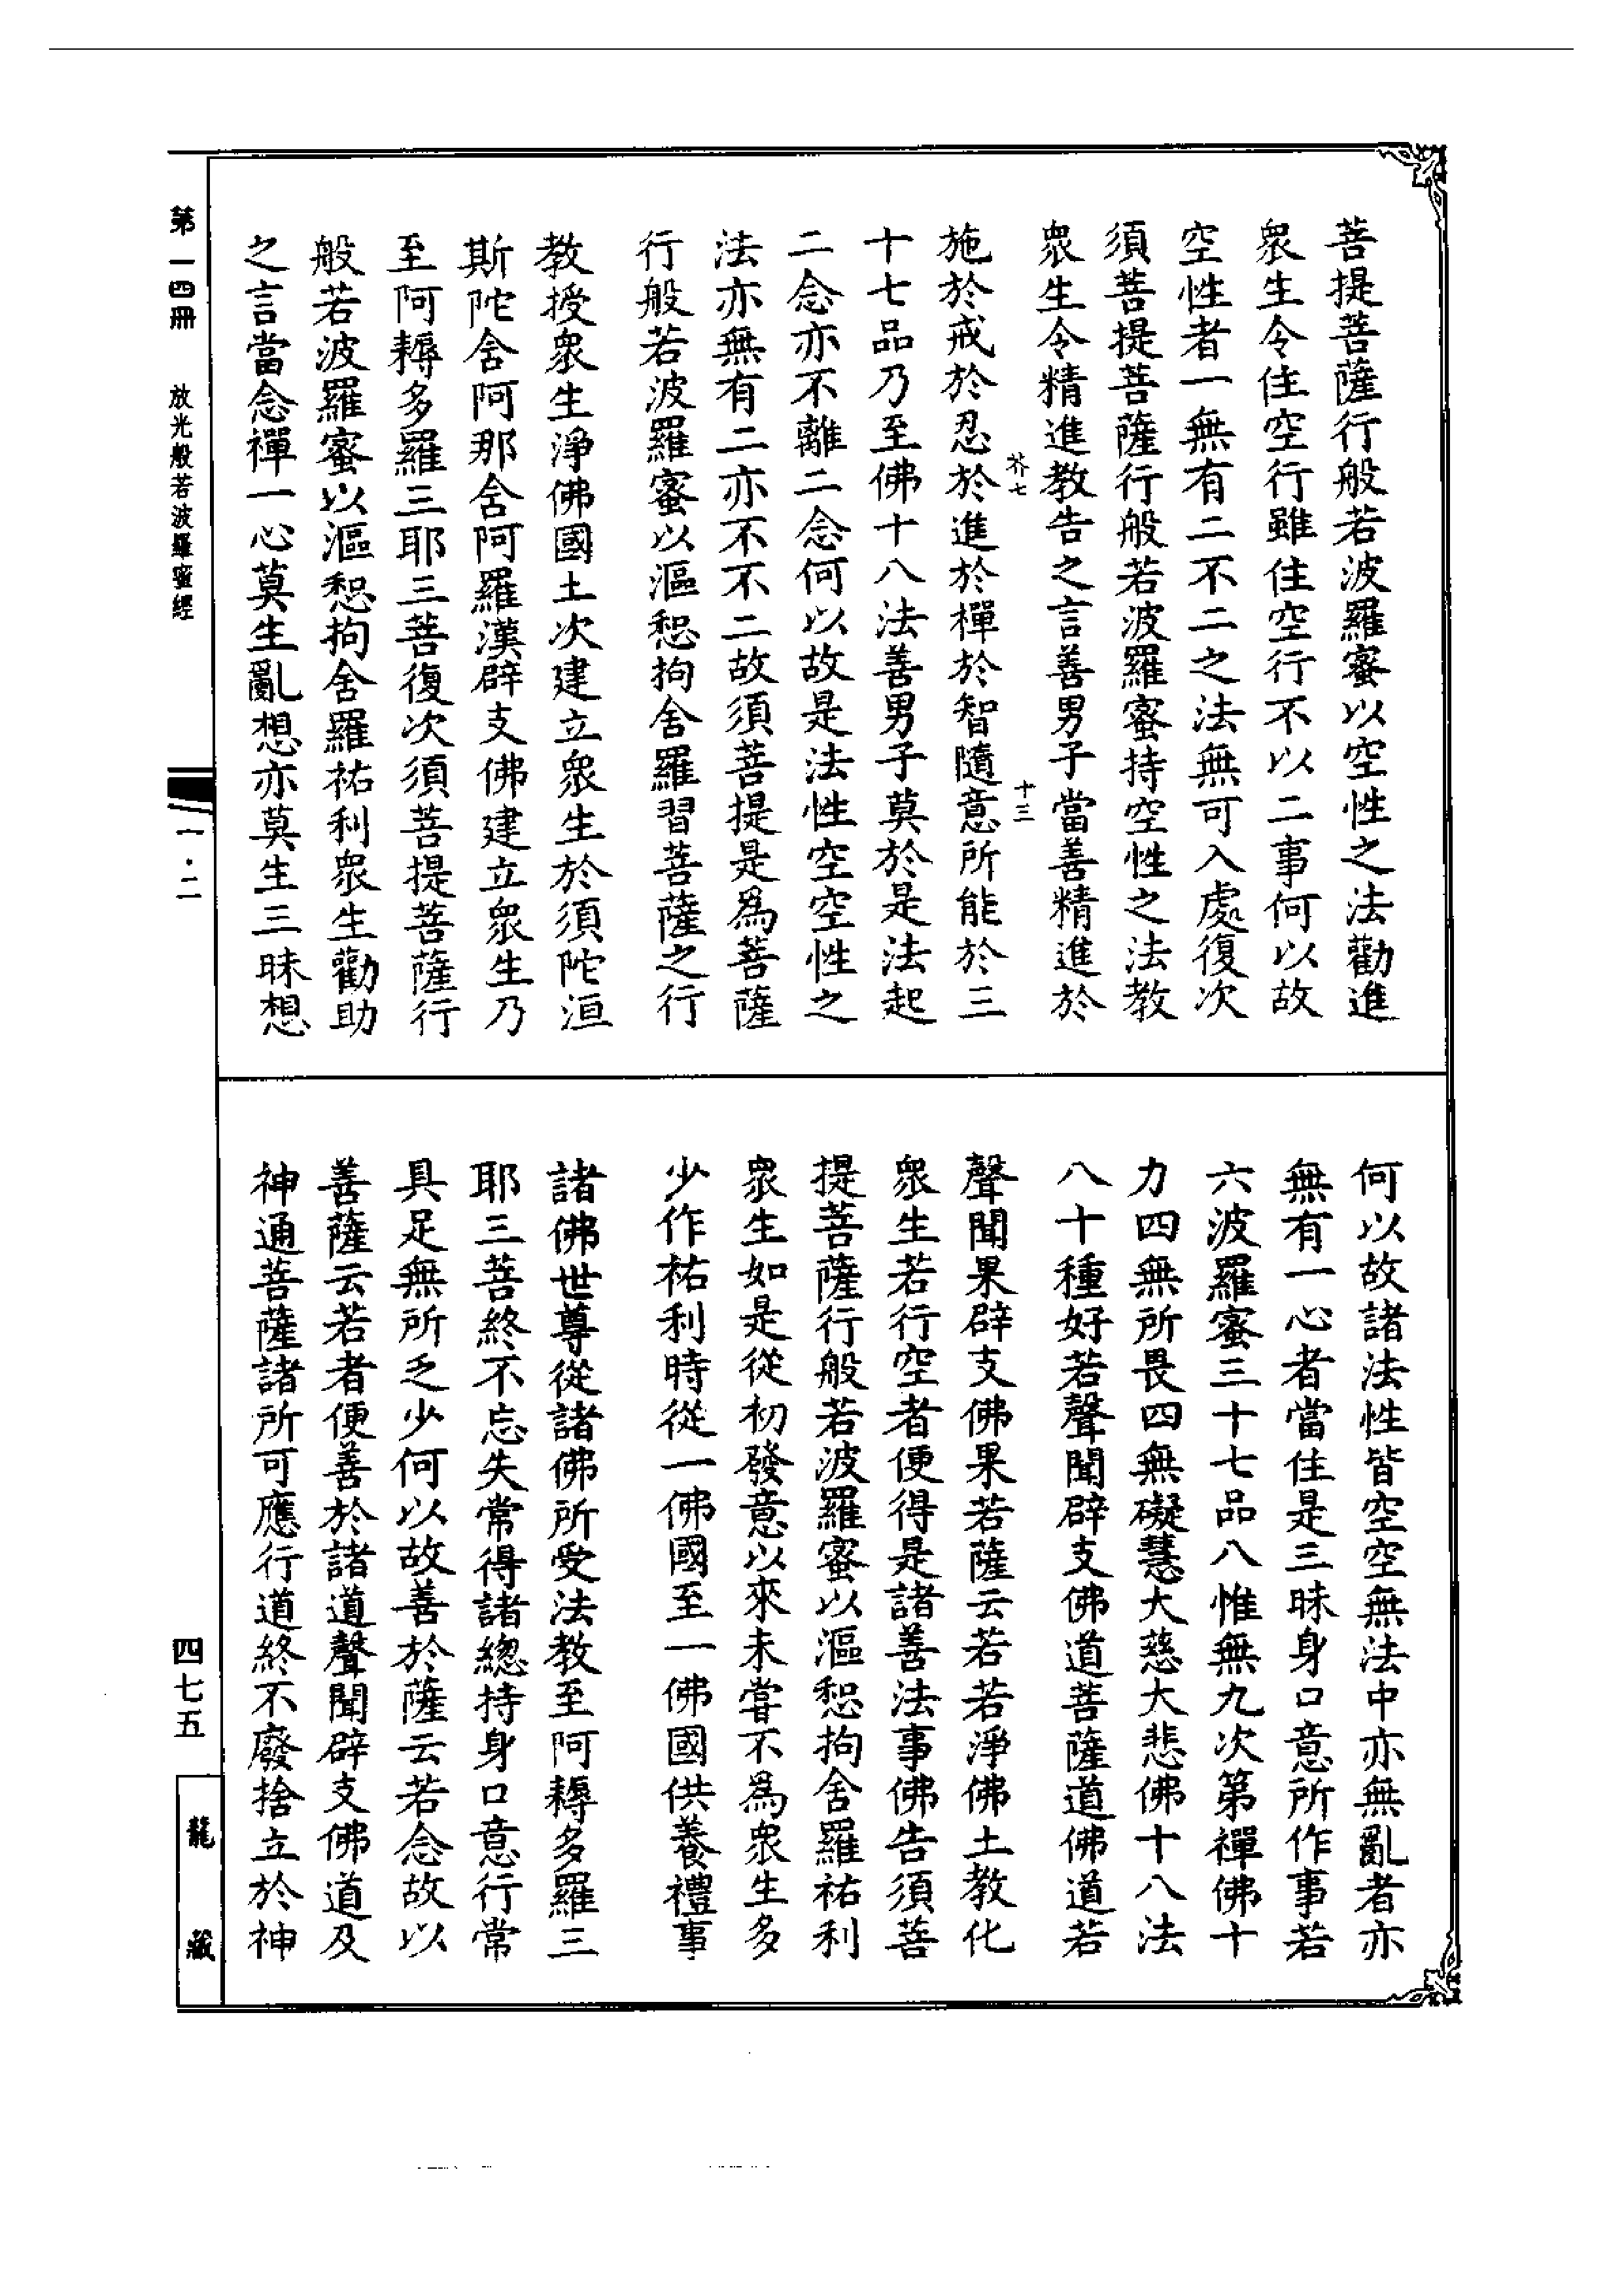 菩提菩薩行般若波羅蜜以空性之法勸進
衆生令住空行雖住空行不以二事何以故
空性者一無有二不二之法無可入處復次
須菩提菩薩行般若波羅蜜持空性之法教
衆生令精進教告之言善男子當善精進於
芥七
十三
施於戒於忍於進於禪於智隨意所能於三
十七品乃至佛十八法善男子莫於是法起
二念亦不離二念何以故是法性空空性之
法亦無有二亦不不二故須菩提是爲菩薩
行般若波羅蜜以漚惒拘舍羅習菩薩之行
教授衆生淨佛國土次建立衆生於須陀洹
斯陀含阿那含阿羅漢辟支佛建立衆生乃
至阿耨多羅三耶三菩復次須菩提菩薩行
般若波羅蜜以漚惒拘舍羅祐利衆生勸助
之言當念禪一心莫生亂想亦莫生三昧想
何以故諸法性皆空空無法中亦無亂者亦
無有一心者當住是三昧身口意所作事若
六波羅蜜三十七品八惟無九次第禪佛十
力四無所畏四無礙慧大慈大悲佛十八法
八十種好若聲聞辟支佛道菩薩道佛道若
聲聞果辟支佛果若薩云若若淨佛土教化
衆生若行空者便得是諸善法事佛告須菩
提菩薩行般若波羅蜜以漚惒拘舍羅祐利
衆生如是從初發意以來未嘗不爲衆生多
少作祐利時從一佛國至一佛國供養禮事
諸佛世尊從諸佛所受法教至阿耨多羅三
耶三菩終不忘失常得諸總持身口意行常
具足無所乏少何以故善於薩云若念故以
善薩云若者便善於諸道聲聞辟支佛道及
神通菩薩諸所可應行道終不廢捨立於神
第一四冊
放光般若波羅蜜經
一·二
四七五
龍藏